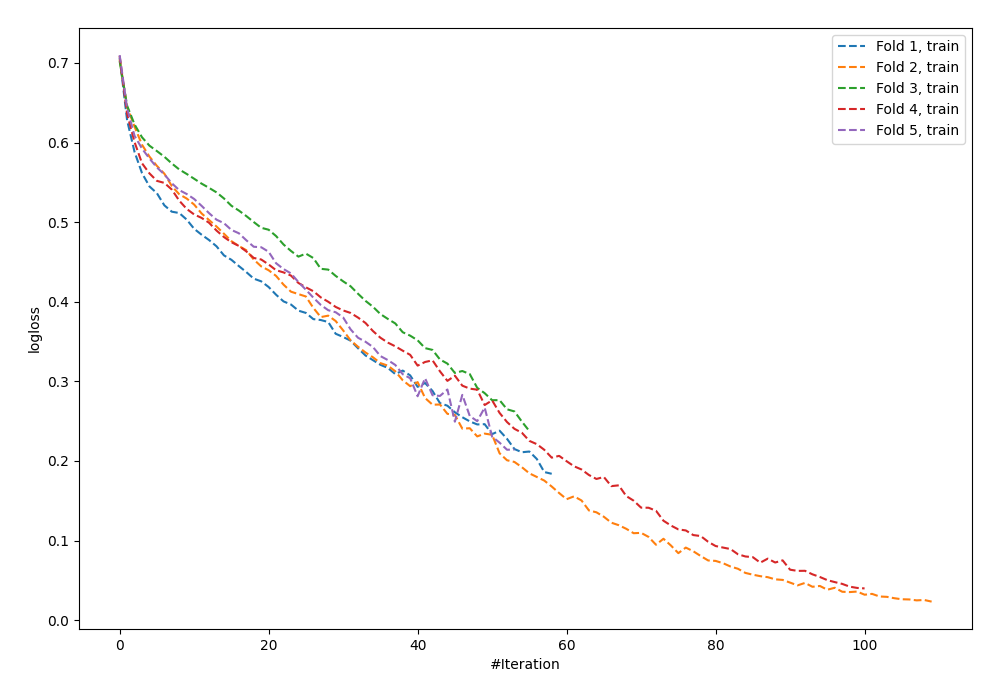 Fold 1, train
Fold 2, train
Fold 3, train
Fold 4, train
Fold 5, train
logloss
0.7
0.6
0.5
0.4
0.3
0.2
0.1
0.0
0 20 40 60 80 100
#Iteration